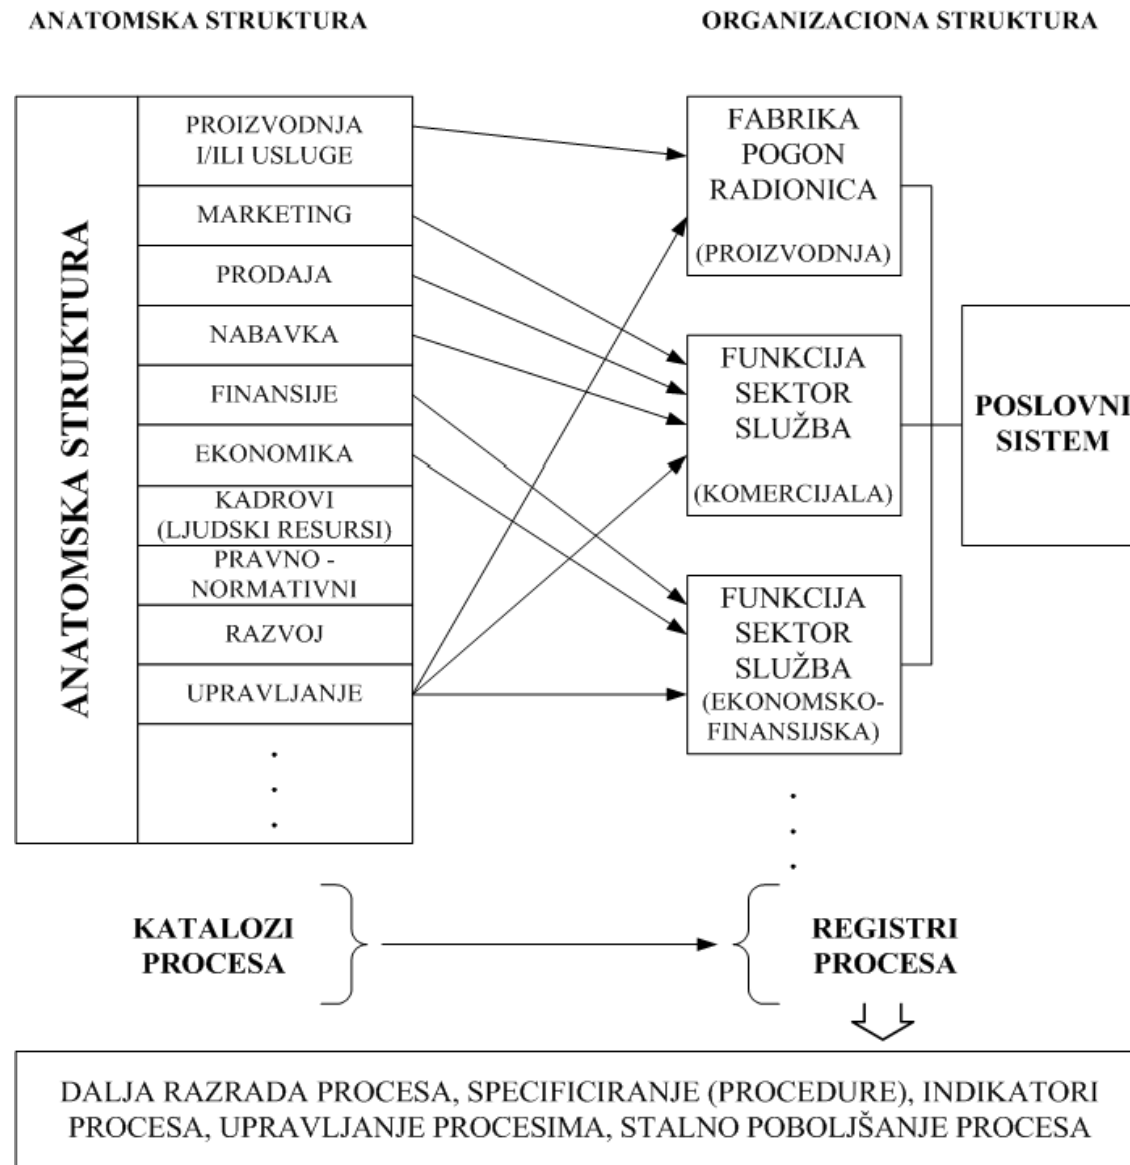 ANATOMSKA STRUKTURA
ORGANIZACIONA STRUKTURA
ANATOMSKA STRUKTURA
PROIZVODNJA
I/ILI USLUGE
MARKETING
PRODAJA
NABAVKA
FINANSIJE
EKONOMIKA
KADROVI
(LJUDSKI RESURSI)
PRAVNO -
NORMATIVNI
RAZVOJ
UPRAVLJANJE
.
.
.
FABRIKA
POGON
RADIONICA
(PROIZVODNJA)
FUNKCIJA
SEKTOR
SLUŽBA
(KOMERCIJALA)
FUNKCIJA
SEKTOR
SLUŽBA
(EKONOMSKO-
FINANSIJSKA)
.
.
.
POSLOVNI
SISTEM
KATALOZI
PROCESA
REGISTRI
PROCESA
DALJA RAZRADA PROCESA, SPECIFICIRANJE (PROCEDURE), INDIKATORI
PROCESA, UPRAVLJANJE PROCESIMA, STALNO POBOLJŠANJE PROCESA